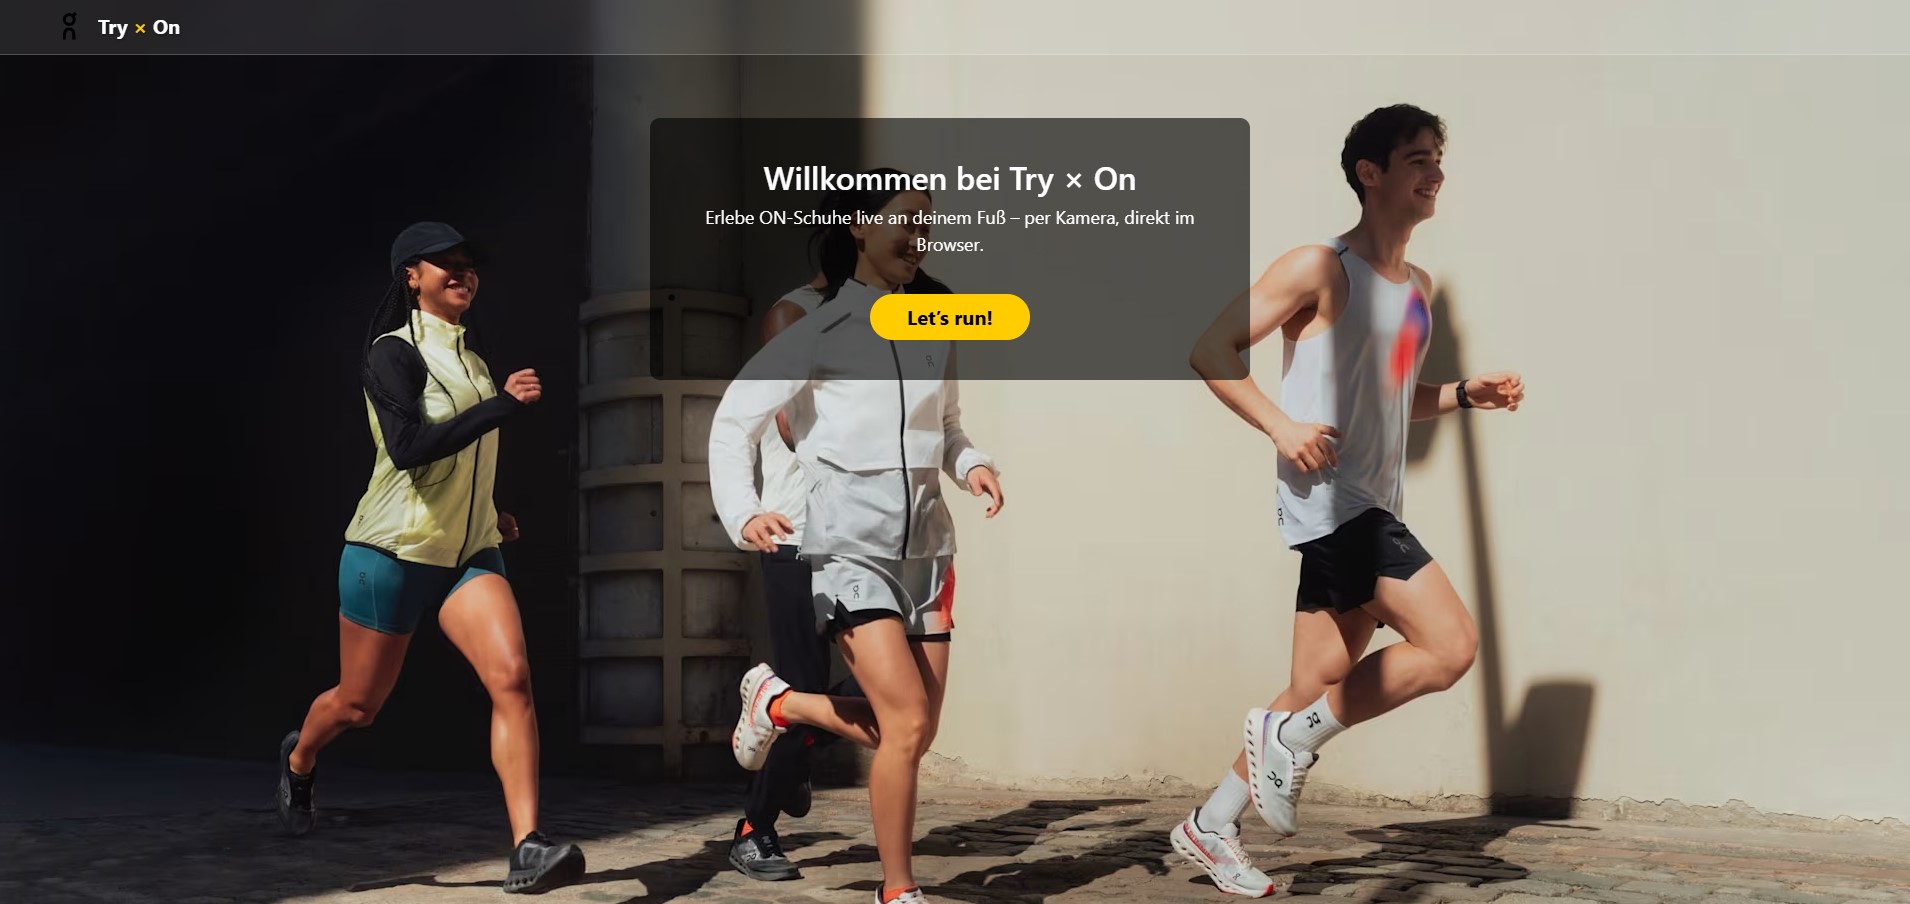 Try × On
Willkommen bei Try × On
Erlebe ON-Schuhe live an deinem Fuß – per Kamera, direkt im
Browser.
Let’s run!